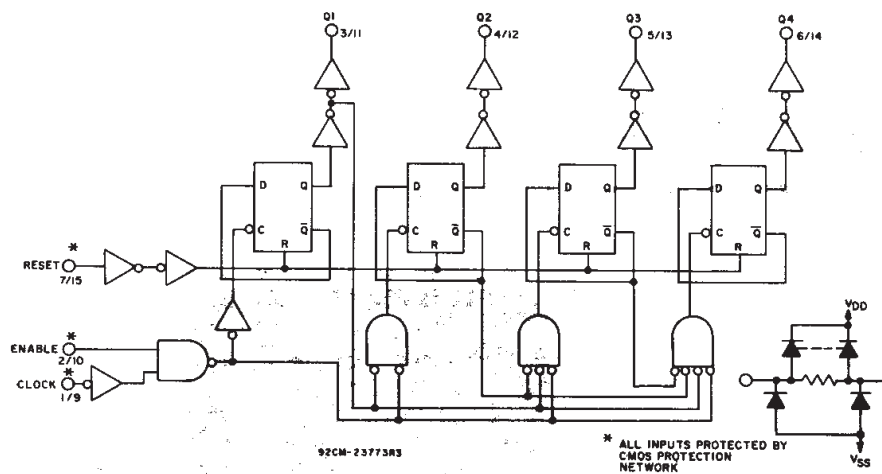 Q1
3/11
Q2
4/12
Q3
5/13
Q4
6/14
D Q
C Q̅
R
D Q
C Q̅
R
D Q
C Q̅
R
D Q
C Q̅
R
*
RESET
7/15
*
ENABLE
2/10
*
CLOCK
1/9
VDD
VSS
92CM-23773R3
* ALL INPUTS PROTECTED BY
CMOS PROTECTION
NETWORK